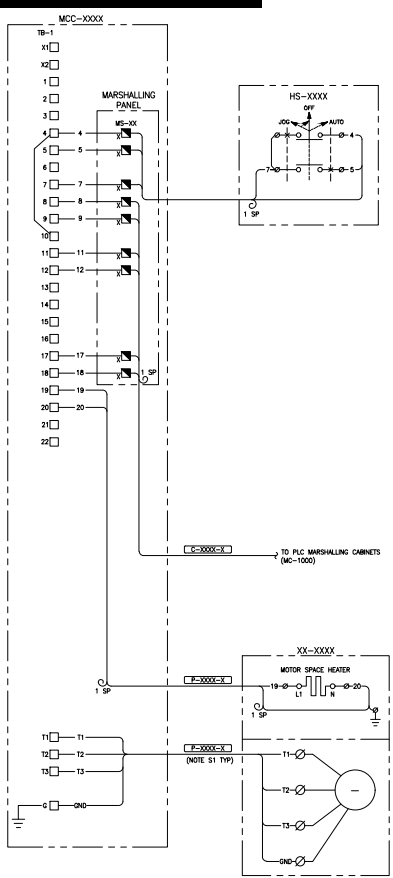 MCC-XXXX
TB-1
X1
X2
1
2
3
MARSHALLING
PANEL
MS-XX
HS-XXXX
OFF
JOG
AUTO
4 4 X 4
5 5 X
6
7 7 X 7 5
8 8 X
9 9 X
1 SP
10
11 11 X
12 12 X
13
14
15
16
17 17 X
18 18 X
1 SP
19 19
20 20
21
22
C-XXXX-X
TO PLC MARSHALLING CABINETS
(MC-1000)
XX-XXXX
MOTOR SPACE HEATER
P-XXXX-X
19 L1 N 20
1 SP
1 SP
T1 T1
T2 T2
T3 T3
P-XXXX-X
(NOTE S1 TYP)
T1
T2
T3
G GND
GND